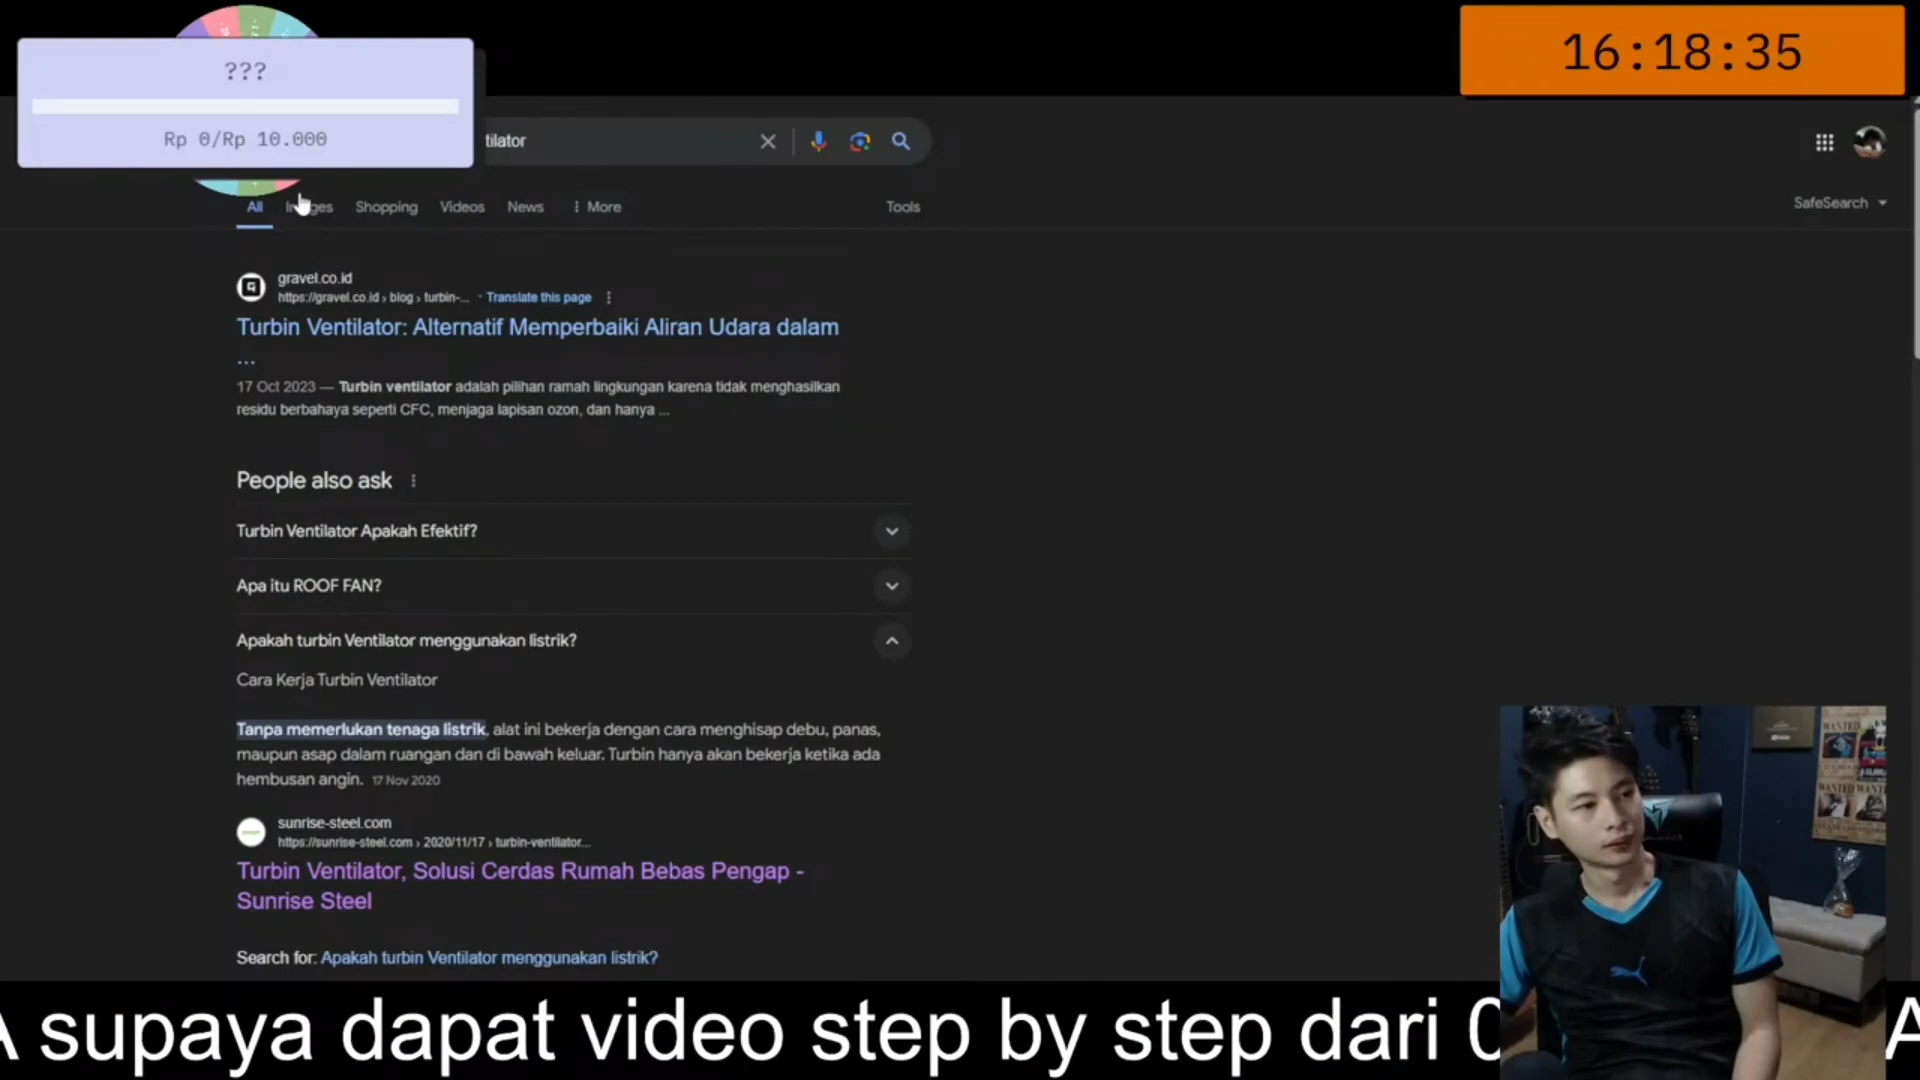 ???
Rp 0/Rp 10.000
16:18:35
tilator
All
Images
Shopping
Videos
News
More
Tools
SafeSearch
gravel.co.id
https://gravel.co.id › blog › turbin-... · Translate this page
Turbin Ventilator: Alternatif Memperbaiki Aliran Udara dalam
...
17 Oct 2023 — Turbin ventilator adalah pilihan ramah lingkungan karena tidak menghasilkan
residu berbahaya seperti CFC, menjaga lapisan ozon, dan hanya ...
People also ask
Turbin Ventilator Apakah Efektif?
Apa itu ROOF FAN?
Apakah turbin Ventilator menggunakan listrik?
Cara Kerja Turbin Ventilator
Tanpa memerlukan tenaga listrik, alat ini bekerja dengan cara menghisap debu, panas,
maupun asap dalam ruangan dan di bawah keluar. Turbin hanya akan bekerja ketika ada
hembusan angin. 17 Nov 2020
sunrise-steel.com
https://sunrise-steel.com › 2020/11/17 › turbin-ventilator...
Turbin Ventilator, Solusi Cerdas Rumah Bebas Pengap -
Sunrise Steel
Search for: Apakah turbin Ventilator menggunakan listrik?
WANTED
WANTED
A supaya dapat video step by step dari 0
A